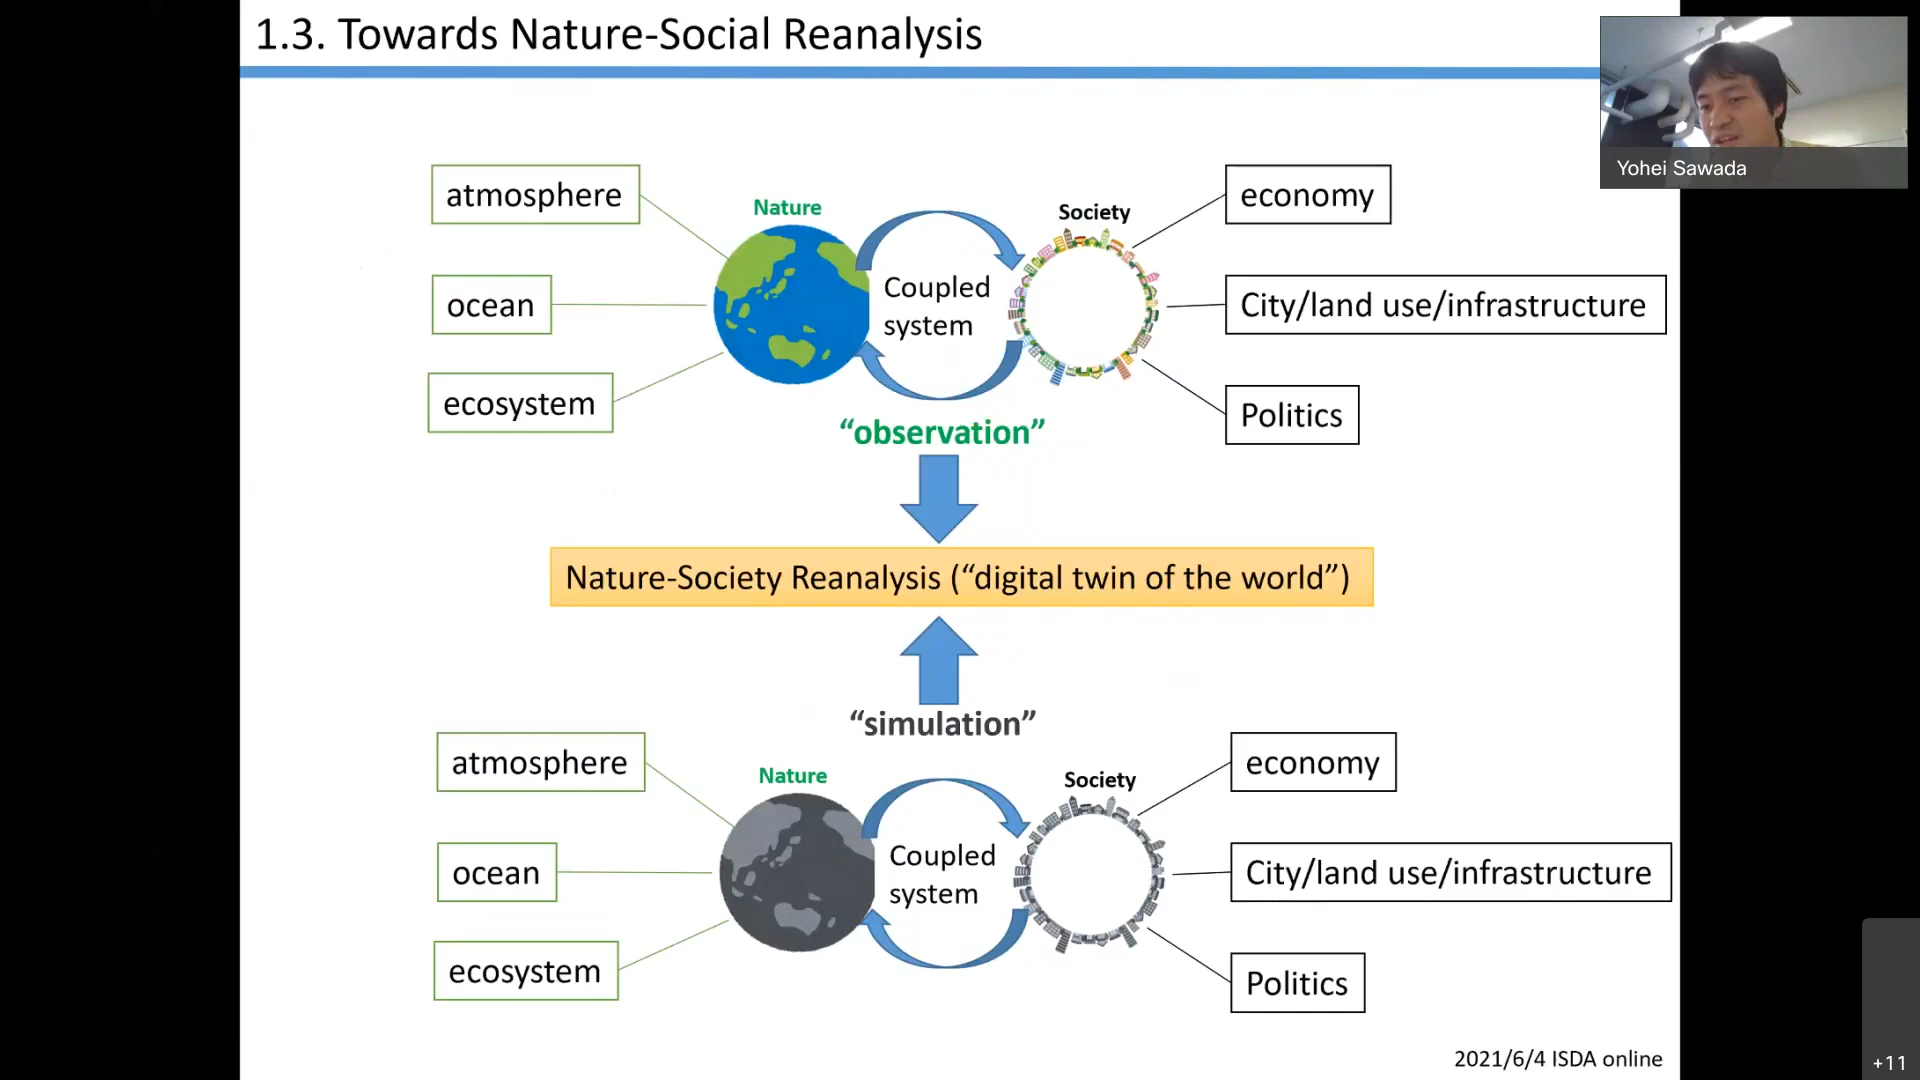 1.3. Towards Nature-Social Reanalysis
Yohei Sawada
atmosphere
ocean
ecosystem
Nature
Coupled
system
Society
economy
City/land use/infrastructure
Politics
“observation”
Nature-Society Reanalysis (“digital twin of the world”)
“simulation”
atmosphere
ocean
ecosystem
Nature
Coupled
system
Society
economy
City/land use/infrastructure
Politics
2021/6/4 ISDA online
+11